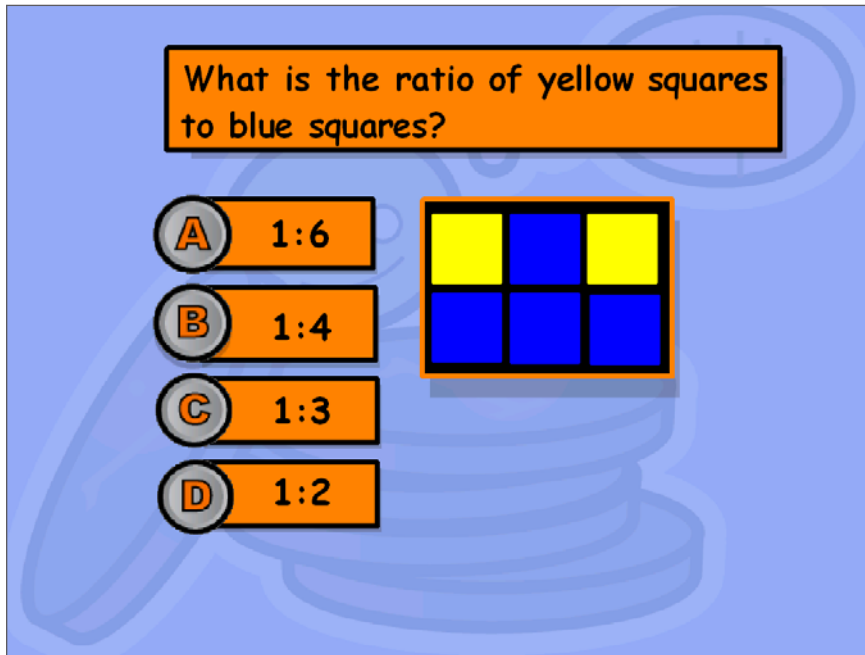 What is the ratio of yellow squares
to blue squares?
A 1:6
B 1:4
C 1:3
D 1:2